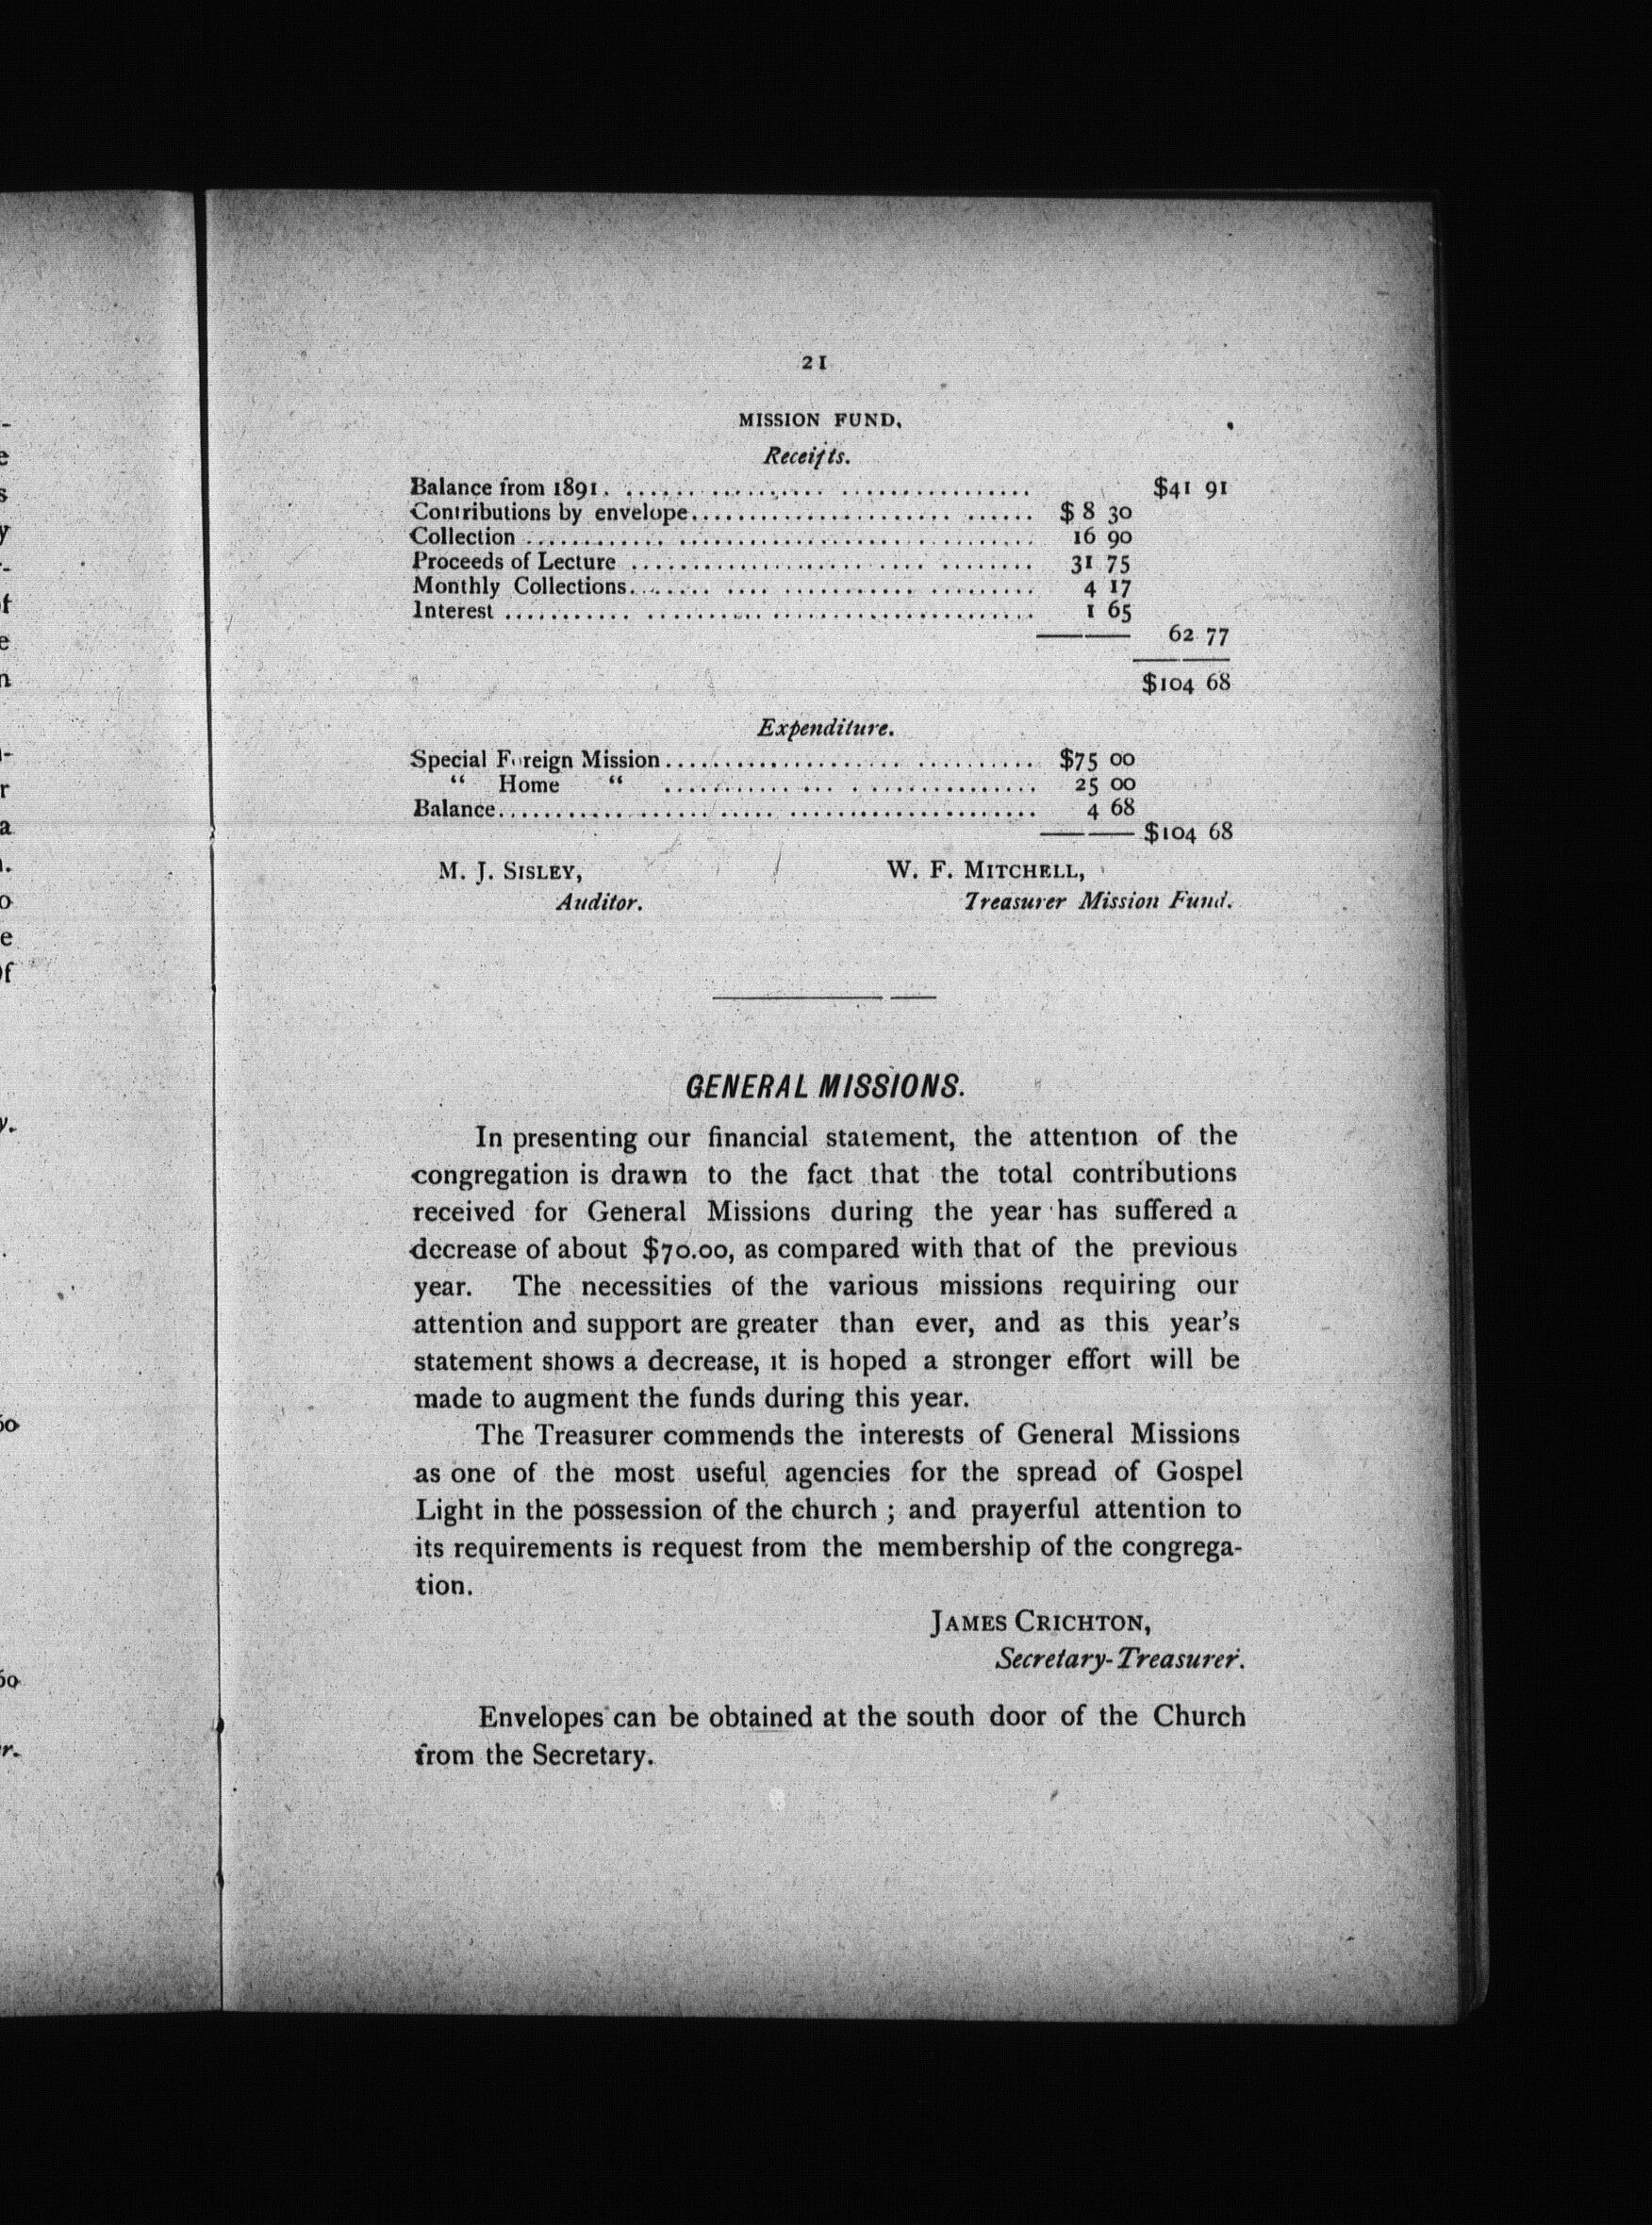 21
MISSION FUND.
Receipts.
Balance from 1891. .................................. $41 91
Contributions by envelope............................ $ 8 30
Collection .......................................... 16 90
Proceeds of Lecture ................................. 31 75
Monthly Collections.................................. 4 17
Interest ............................................ 1 65
62 77
$104 68
Expenditure.
Special Foreign Mission.............................. $75 00
“ Home “ ............................ 25 00
Balance.............................................. 4 68
$104 68
M. J. SISLEY, W. F. MITCHELL,
Auditor. Treasurer Mission Fund.
GENERAL MISSIONS.
In presenting our financial statement, the attention of the
congregation is drawn to the fact that the total contributions
received for General Missions during the year has suffered a
decrease of about $70.00, as compared with that of the previous
year. The necessities of the various missions requiring our
attention and support are greater than ever, and as this year's
statement shows a decrease, it is hoped a stronger effort will be
made to augment the funds during this year.
The Treasurer commends the interests of General Missions
as one of the most useful agencies for the spread of Gospel
Light in the possession of the church ; and prayerful attention to
its requirements is request from the membership of the congrega-
tion.
JAMES CRICHTON,
Secretary-Treasurer.
Envelopes can be obtained at the south door of the Church
from the Secretary.